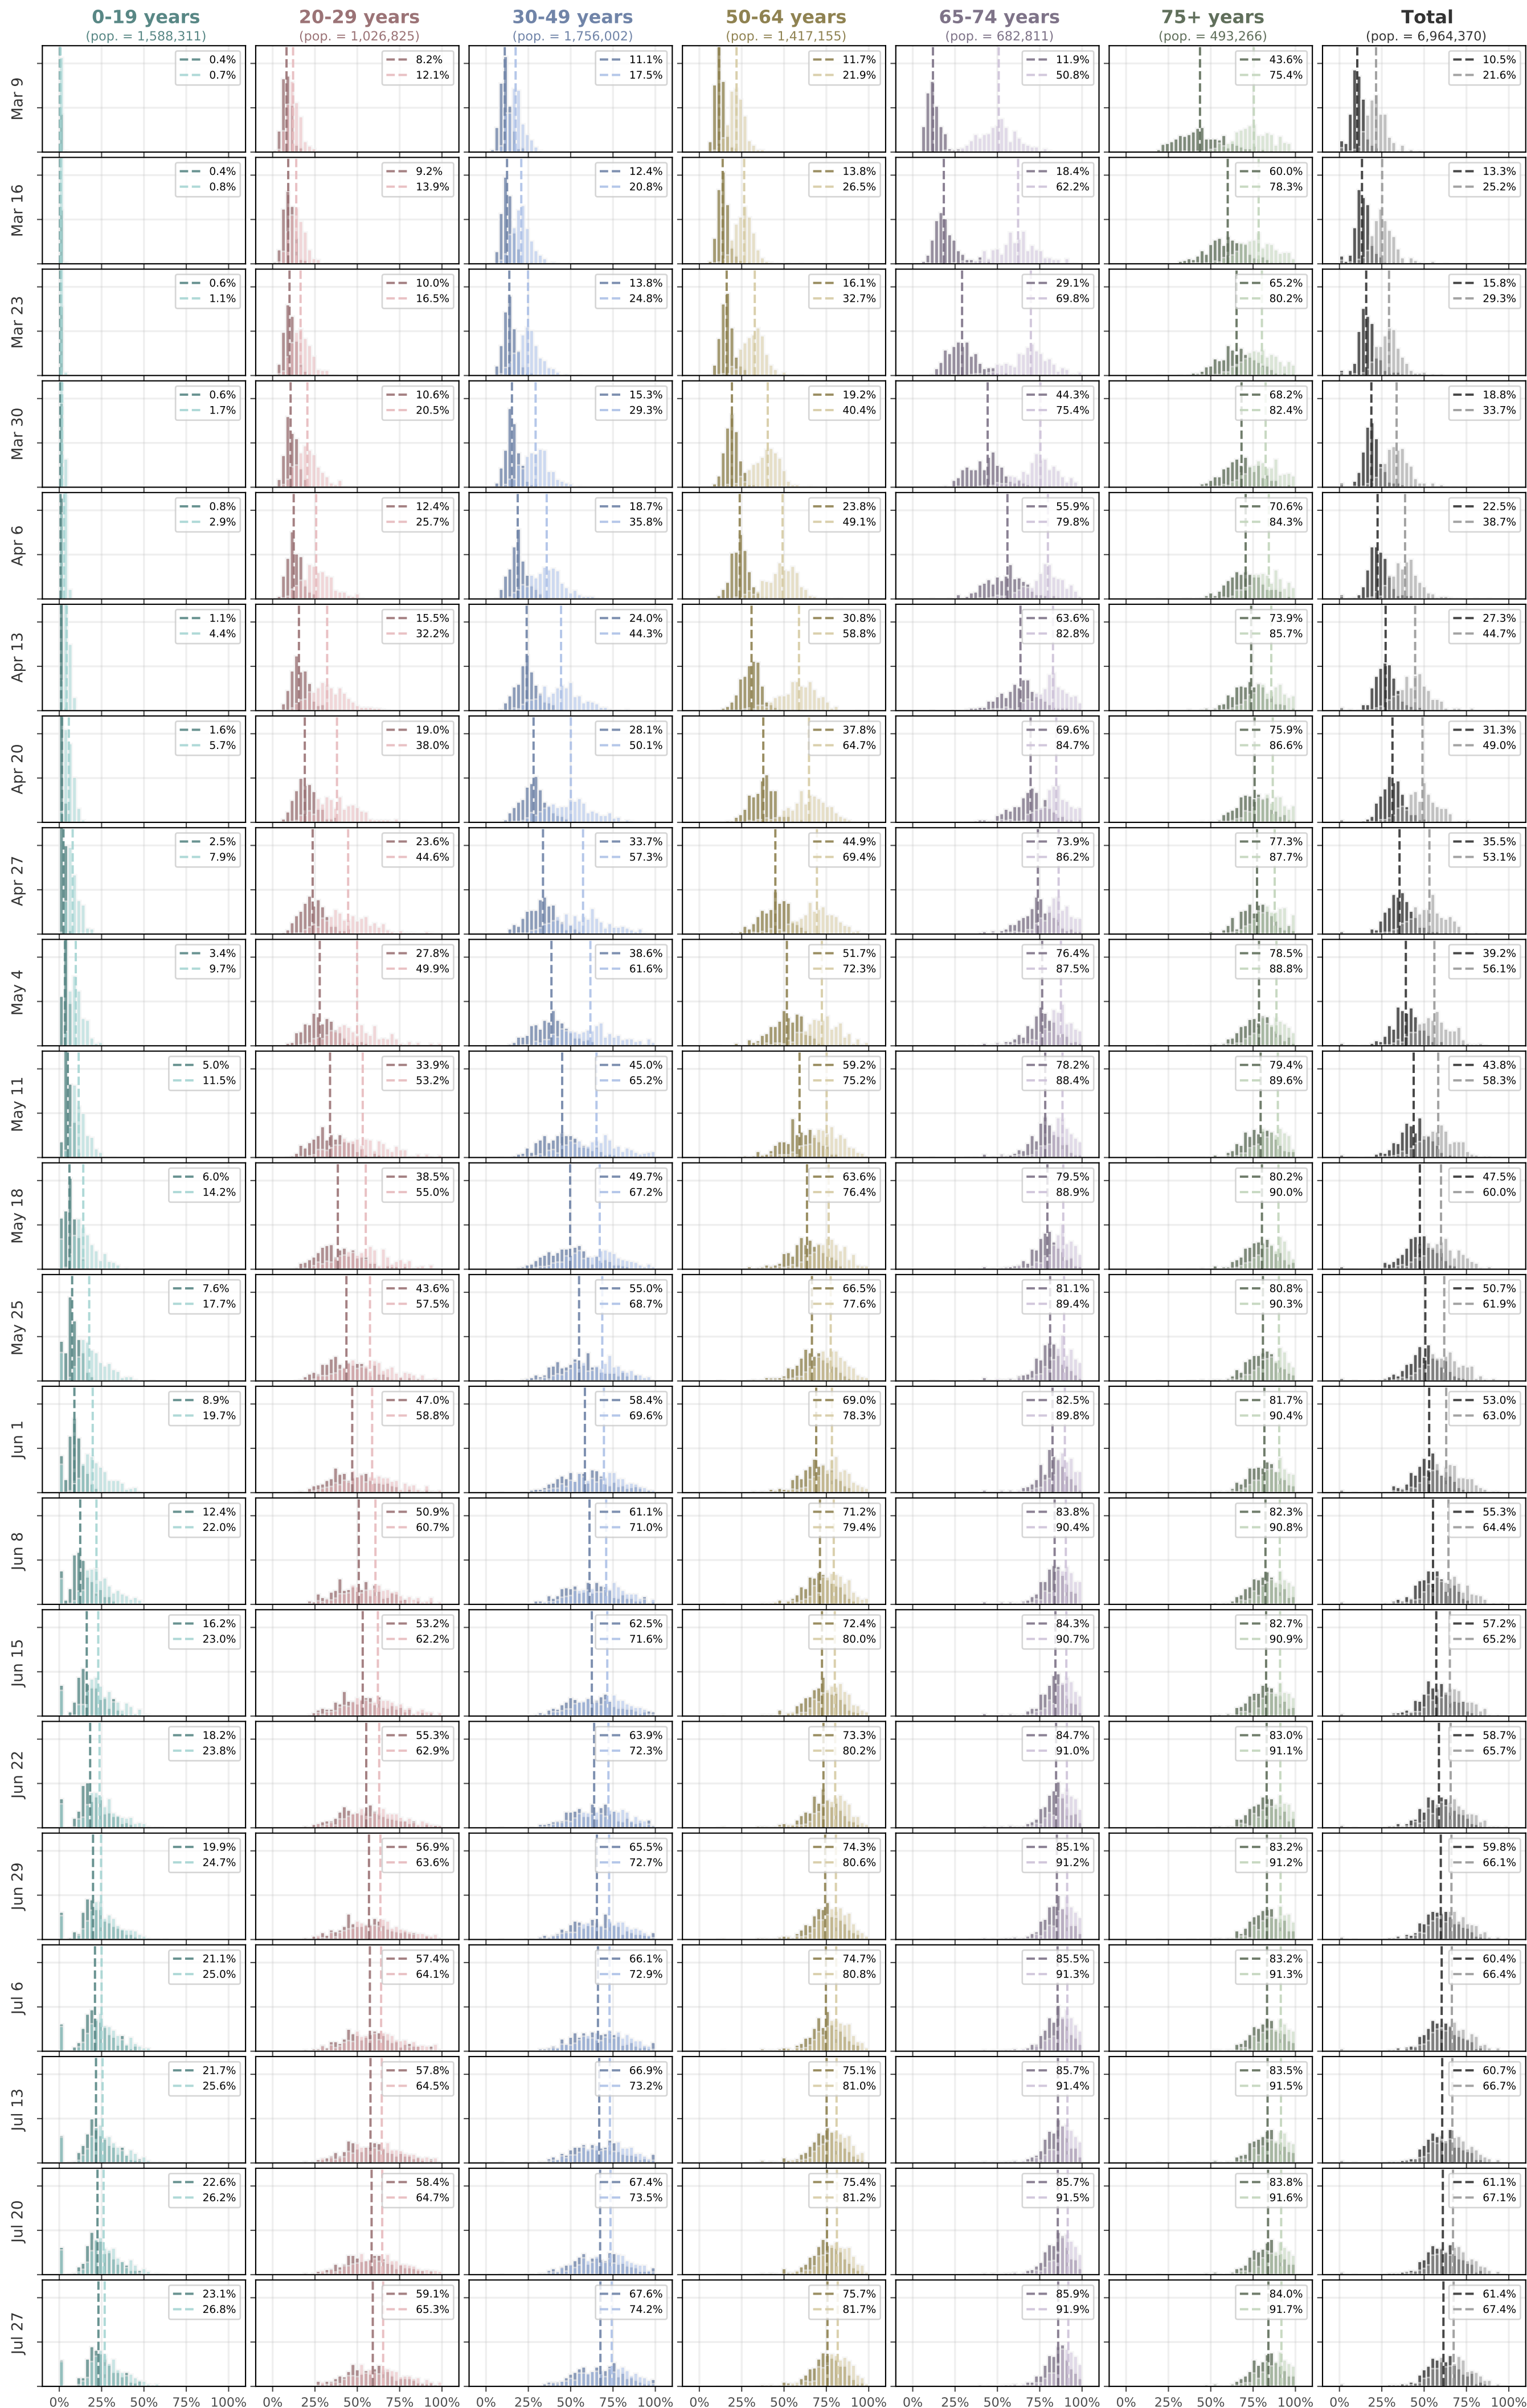 0-19 years 20-29 years 30-49 years 50-64 years 65-74 years 75+ years Total
(pop. = 1,588,311) (pop. = 1,026,825) (pop. = 1,756,002) (pop. = 1,417,155) (pop. = 682,811) (pop. = 493,266) (pop. = 6,964,370)
Mar 9
0.4% 8.2% 11.1% 11.7% 11.9% 43.6% 10.5%
0.7% 12.1% 17.5% 21.9% 50.8% 75.4% 21.6%
Mar 16
0.4% 9.2% 12.4% 13.8% 18.4% 60.0% 13.3%
0.8% 13.9% 20.8% 26.5% 62.2% 78.3% 25.2%
Mar 23
0.6% 10.0% 13.8% 16.1% 29.1% 65.2% 15.8%
1.1% 16.5% 24.8% 32.7% 69.8% 80.2% 29.3%
Mar 30
0.6% 10.6% 15.3% 19.2% 44.3% 68.2% 18.8%
1.7% 20.5% 29.3% 40.4% 75.4% 82.4% 33.7%
Apr 6
0.8% 12.4% 18.7% 23.8% 55.9% 70.6% 22.5%
2.9% 25.7% 35.8% 49.1% 79.8% 84.3% 38.7%
Apr 13
1.1% 15.5% 24.0% 30.8% 63.6% 73.9% 27.3%
4.4% 32.2% 44.3% 58.8% 82.8% 85.7% 44.7%
Apr 20
1.6% 19.0% 28.1% 37.8% 69.6% 75.9% 31.3%
5.7% 38.0% 50.1% 64.7% 84.7% 86.6% 49.0%
Apr 27
2.5% 23.6% 33.7% 44.9% 73.9% 77.3% 35.5%
7.9% 44.6% 57.3% 69.4% 86.2% 87.7% 53.1%
May 4
3.4% 27.8% 38.6% 51.7% 76.4% 78.5% 39.2%
9.7% 49.9% 61.6% 72.3% 87.5% 88.8% 56.1%
May 11
5.0% 33.9% 45.0% 59.2% 78.2% 79.4% 43.8%
11.5% 53.2% 65.2% 75.2% 88.4% 89.6% 58.3%
May 18
6.0% 38.5% 49.7% 63.6% 79.5% 80.2% 47.5%
14.2% 55.0% 67.2% 76.4% 88.9% 90.0% 60.0%
May 25
7.6% 43.6% 55.0% 66.5% 81.1% 80.8% 50.7%
17.7% 57.5% 68.7% 77.6% 89.4% 90.3% 61.9%
Jun 1
8.9% 47.0% 58.4% 69.0% 82.5% 81.7% 53.0%
19.7% 58.8% 69.6% 78.3% 89.8% 90.4% 63.0%
Jun 8
12.4% 50.9% 61.1% 71.2% 83.8% 82.3% 55.3%
22.0% 60.7% 71.0% 79.4% 90.4% 90.8% 64.4%
Jun 15
16.2% 53.2% 62.5% 72.4% 84.3% 82.7% 57.2%
23.0% 62.2% 71.6% 80.0% 90.7% 90.9% 65.2%
Jun 22
18.2% 55.3% 63.9% 73.3% 84.7% 83.0% 58.7%
23.8% 62.9% 72.3% 80.2% 91.0% 91.1% 65.7%
Jun 29
19.9% 56.9% 65.5% 74.3% 85.1% 83.2% 59.8%
24.7% 63.6% 72.7% 80.6% 91.2% 91.2% 66.1%
Jul 6
21.1% 57.4% 66.1% 74.7% 85.5% 83.2% 60.4%
25.0% 64.1% 72.9% 80.8% 91.3% 91.3% 66.4%
Jul 13
21.7% 57.8% 66.9% 75.1% 85.7% 83.5% 60.7%
25.6% 64.5% 73.2% 81.0% 91.4% 91.5% 66.7%
Jul 20
22.6% 58.4% 67.4% 75.4% 85.7% 83.8% 61.1%
26.2% 64.7% 73.5% 81.2% 91.5% 91.6% 67.1%
Jul 27
23.1% 59.1% 67.6% 75.7% 85.9% 84.0% 61.4%
26.8% 65.3% 74.2% 81.7% 91.9% 91.7% 67.4%
0% 25% 50% 75% 100% 0% 25% 50% 75% 100% 0% 25% 50% 75% 100% 0% 25% 50% 75% 100% 0% 25% 50% 75% 100% 0% 25% 50% 75% 100% 0% 25% 50% 75% 100%